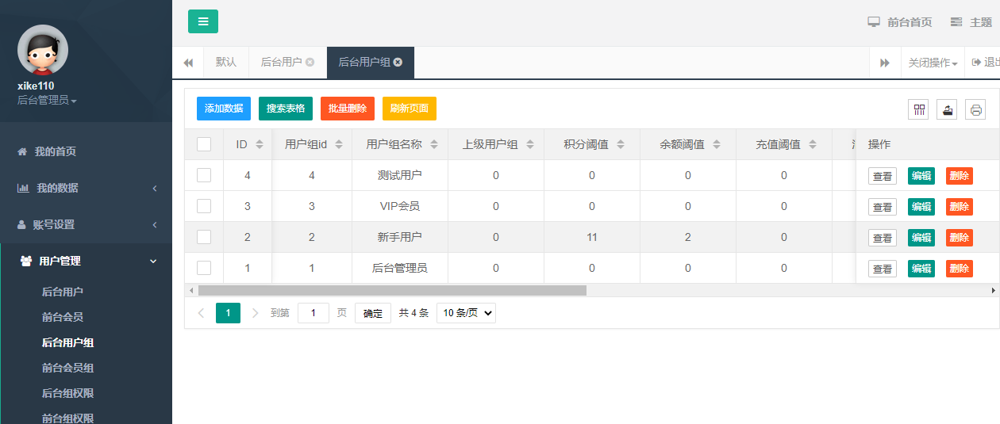 xike110
后台管理员
我的首页
我的数据
账号设置
用户管理
后台用户
前台会员
后台用户组
前台会员组
后台组权限
前台组权限
前台首页 主题
默认 后台用户 后台用户组 关闭操作 退出
添加数据 搜索表格 批量删除 刷新页面
ID 用户组id 用户组名称 上级用户组 积分阈值 余额阈值 充值阈值 操作
4 4 测试用户 0 0 0 0 查看 编辑 删除
3 3 VIP会员 0 0 0 0 查看 编辑 删除
2 2 新手用户 0 11 2 0 查看 编辑 删除
1 1 后台管理员 0 0 0 0 查看 编辑 删除
1 到第 1 页 确定 共 4 条 10 条/页